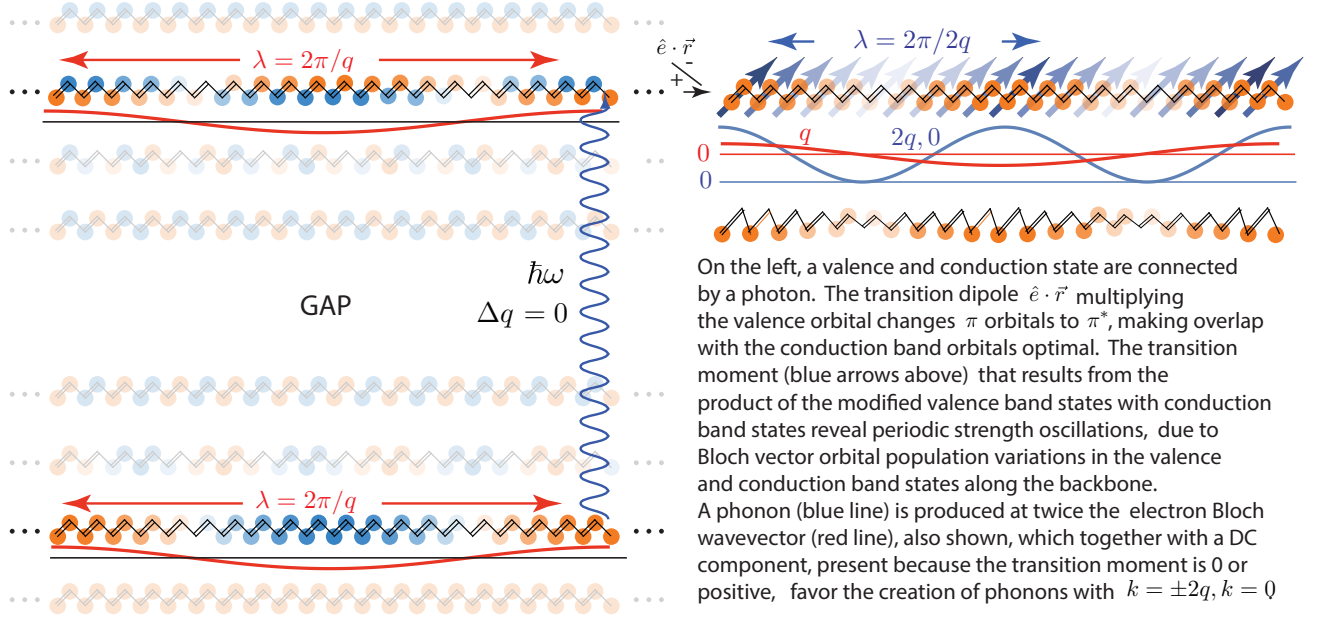 λ = 2π/q
GAP
ħω
Δq = 0
λ = 2π/q
ê · r⃗
-
+
λ = 2π/2q
q
2q, 0
0
0
On the left, a valence and conduction state are connected
by a photon. The transition dipole ê · r⃗ multiplying
the valence orbital changes π orbitals to π*, making overlap
with the conduction band orbitals optimal. The transition
moment (blue arrows above) that results from the
product of the modified valence band states with conduction
band states reveal periodic strength oscillations, due to
Bloch vector orbital population variations in the valence
and conduction band states along the backbone.
A phonon (blue line) is produced at twice the electron Bloch
wavevector (red line), also shown, which together with a DC
component, present because the transition moment is 0 or
positive, favor the creation of phonons with k = ±2q, k = 0.